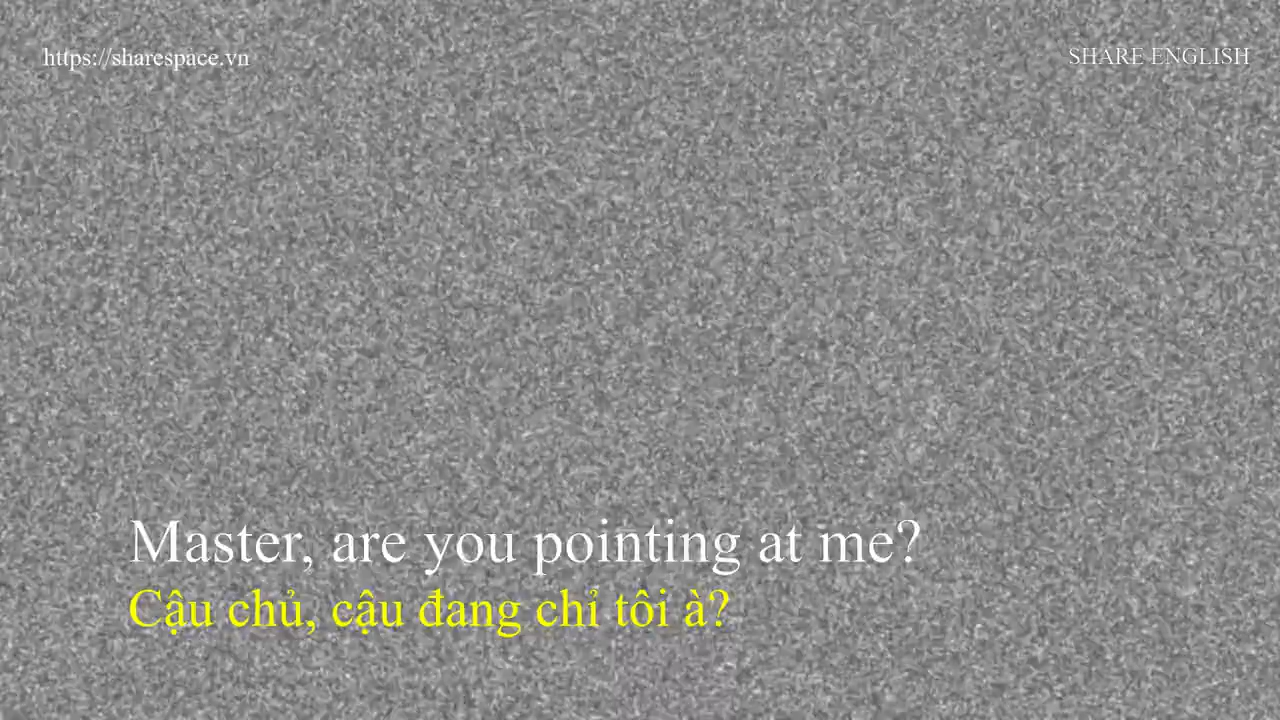 https://sharespace.vn
SHARE ENGLISH
Master, are you pointing at me?
Cậu chủ, cậu đang chỉ tôi à?